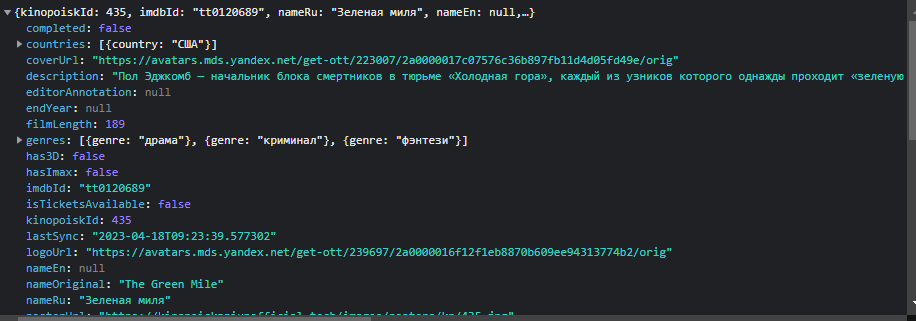 {kinopoiskId: 435, imdbId: "tt0120689", nameRu: "Зеленая миля", nameEn: null,…}
completed: false
countries: [{country: "США"}]
coverUrl: "https://avatars.mds.yandex.net/get-ott/223007/2a0000017c07576c36b897fb11d4d05fd49e/orig"
description: "Пол Эджкомб — начальник блока смертников в тюрьме «Холодная гора», каждый из узников которого однажды проходит «зеленую
editorAnnotation: null
endYear: null
filmLength: 189
genres: [{genre: "драма"}, {genre: "криминал"}, {genre: "фэнтези"}]
has3D: false
hasImax: false
imdbId: "tt0120689"
isTicketsAvailable: false
kinopoiskId: 435
lastSync: "2023-04-18T09:23:39.577302"
logoUrl: "https://avatars.mds.yandex.net/get-ott/239697/2a0000016f12f1eb8870b609ee94313774b2/orig"
nameEn: null
nameOriginal: "The Green Mile"
nameRu: "Зеленая миля"